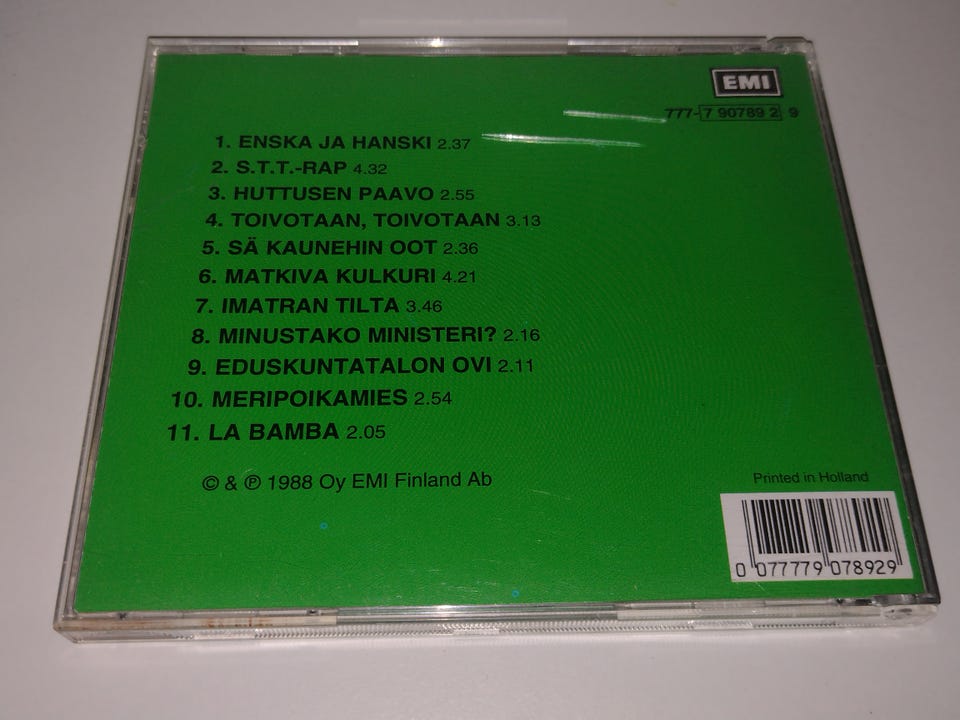 EMI
777-7 90789 2 9
1. ENSKA JA HANSKI 2.37
2. S.T.T.-RAP 4.32
3. HUTTUSEN PAAVO 2.55
4. TOIVOTAAN, TOIVOTAAN 3.13
5. SÄ KAUNEHIN OOT 2.36
6. MATKIVA KULKURI 4.21
7. IMATRAN TILTA 3.46
8. MINUSTAKO MINISTERI? 2.16
9. EDUSKUNTATALON OVI 2.11
10. MERIPOIKAMIES 2.54
11. LA BAMBA 2.05
© & ℗ 1988 Oy EMI Finland Ab
Printed in Holland
0 077779 078929